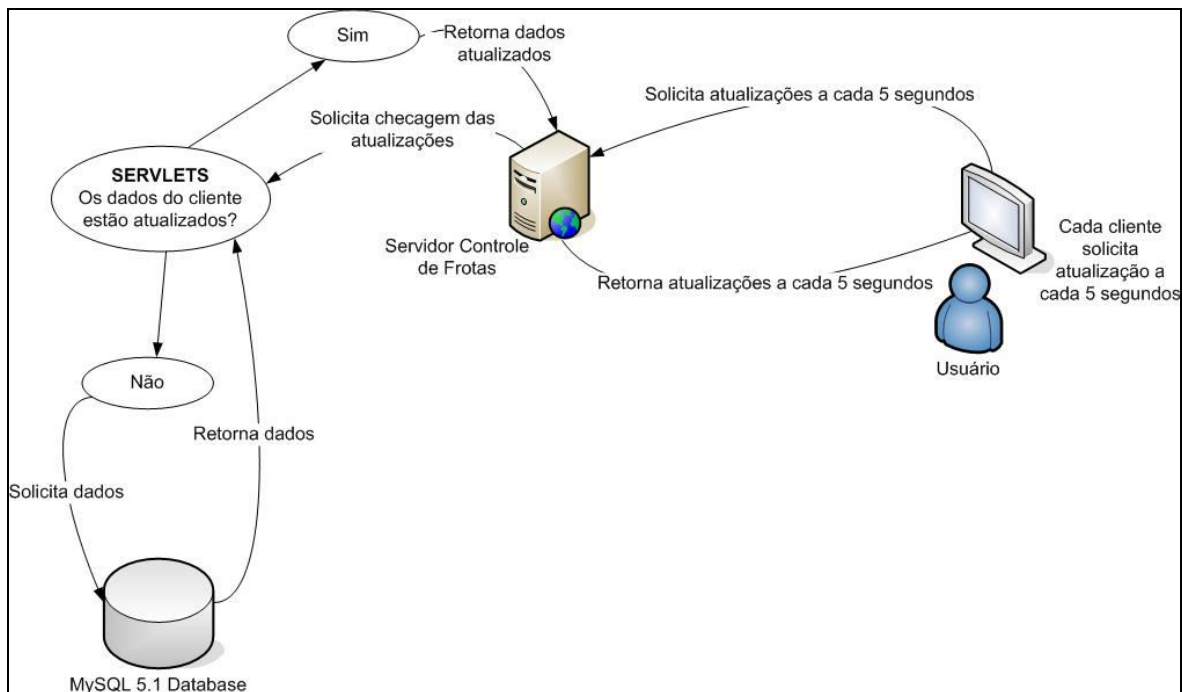 Sim
Retorna dados
atualizados
Solicita atualizações a cada 5 segundos
Solicita checagem das
atualizações
SERVLETS
Os dados do cliente
estão atualizados?
Servidor Controle
de Frotas
Cada cliente
solicita
atualização a
cada 5 segundos
Retorna atualizações a cada 5 segundos
Usuário
Não
Retorna dados
Solicita dados
MySQL 5.1 Database